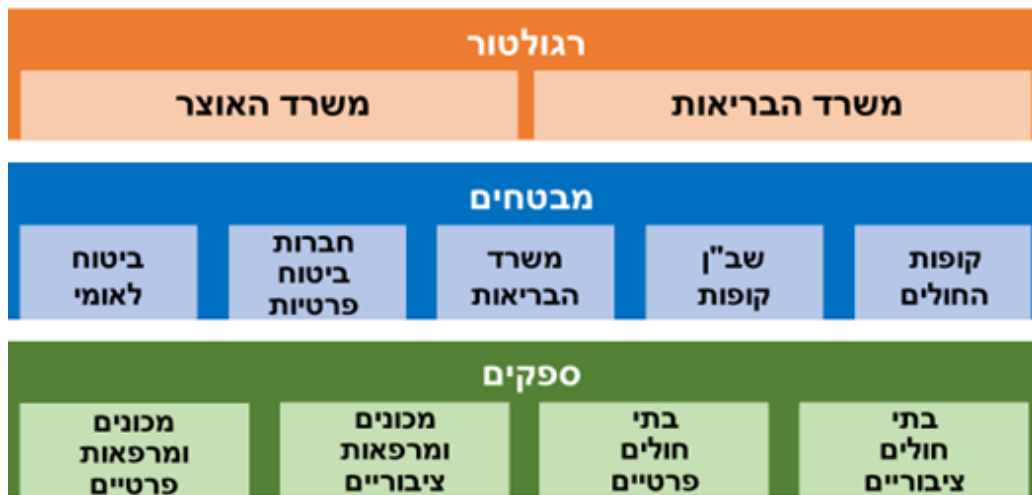 רגולטור
משרד הבריאות
משרד האוצר
מבטחים
קופות
החולים
שב"ן
קופות
משרד
הבריאות
חברות
ביטוח
פרטיות
ביטוח
לאומי
ספקים
בתי
חולים
ציבוריים
בתי
חולים
פרטיים
מכונים
ומרפאות
ציבוריים
מכונים
ומרפאות
פרטיים